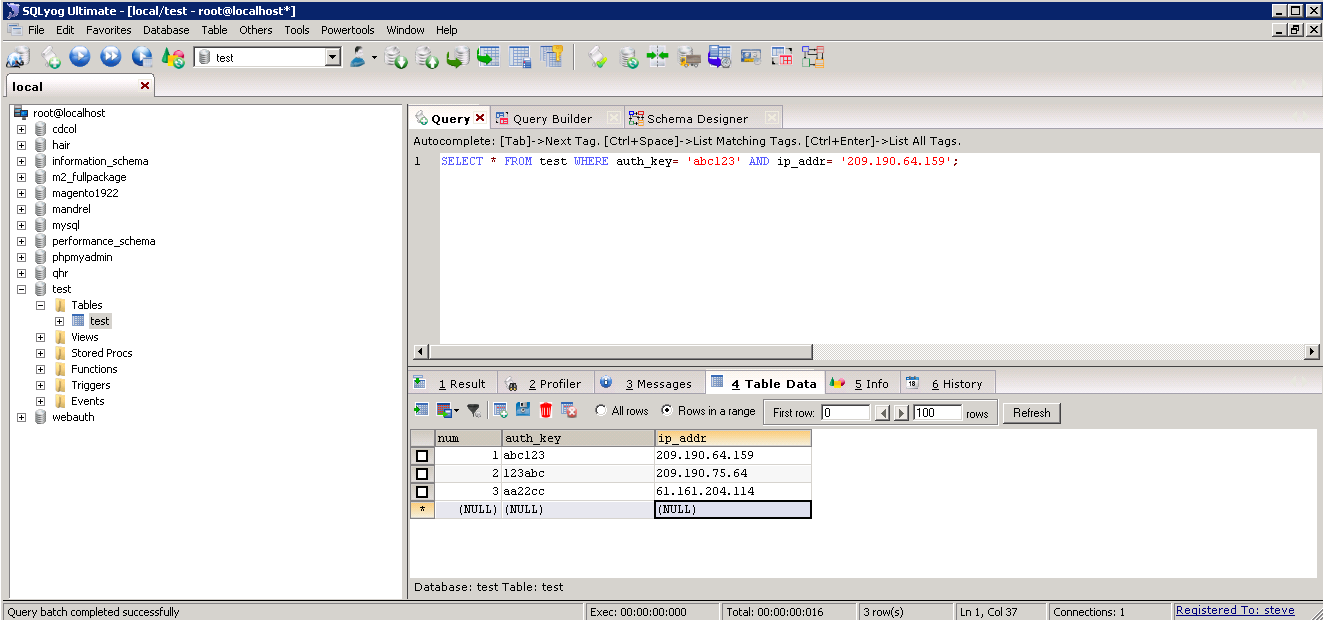 SQLyog Ultimate - [local/test - root@localhost*]
File Edit Favorites Database Table Others Tools Powertools Window Help
test
local
root@localhost
cdcol
hair
information_schema
m2_fullpackage
magento1922
mandrel
mysql
performance_schema
phpmyadmin
qhr
test
Tables
test
Views
Stored Procs
Functions
Triggers
Events
webauth
Query Query Builder Schema Designer
Autocomplete: [Tab]->Next Tag. [Ctrl+Space]->List Matching Tags. [Ctrl+Enter]->List All Tags.
1 SELECT * FROM test WHERE auth_key= 'abc123' AND ip_addr= '209.190.64.159';
1 Result 2 Profiler 3 Messages 4 Table Data 5 Info 6 History
All rows Rows in a range First row: 0 100 rows Refresh
num auth_key ip_addr
1 abc123 209.190.64.159
2 123abc 209.190.75.64
3 aa22cc 61.161.204.114
* (NULL) (NULL) (NULL)
Database: test Table: test
Query batch completed successfully Exec: 00:00:00:000 Total: 00:00:00:016 3 row(s) Ln 1, Col 37 Connections: 1 Registered To: steve